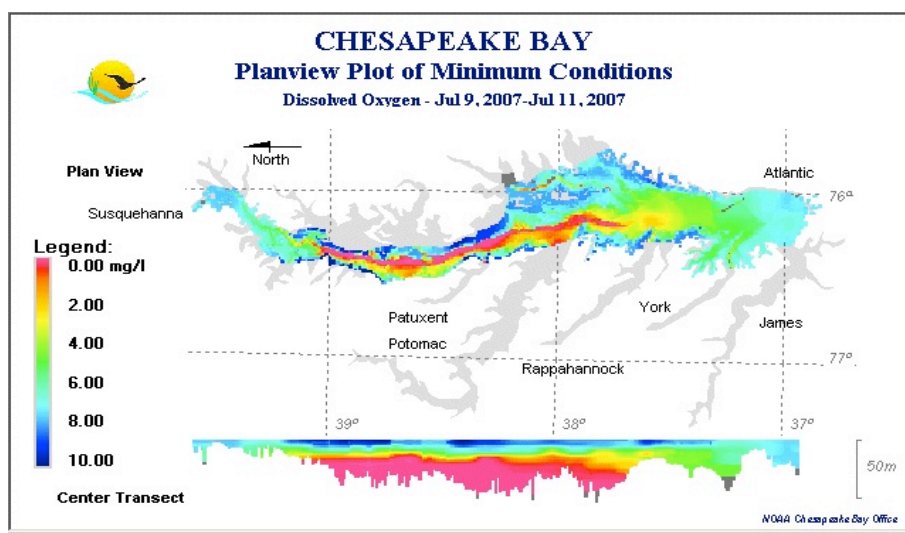 CHESAPEAKE BAY
Planview Plot of Minimum Conditions
Dissolved Oxygen - Jul 9, 2007-Jul 11, 2007
North
Plan View
Atlantic
76°
Susquehanna
Legend:
0.00 mg/l
2.00
4.00
6.00
8.00
10.00
Patuxent
York
James
Potomac
77°
Rappahannock
39°
38°
37°
50m
Center Transect
NOAA Chesapeake Bay Office